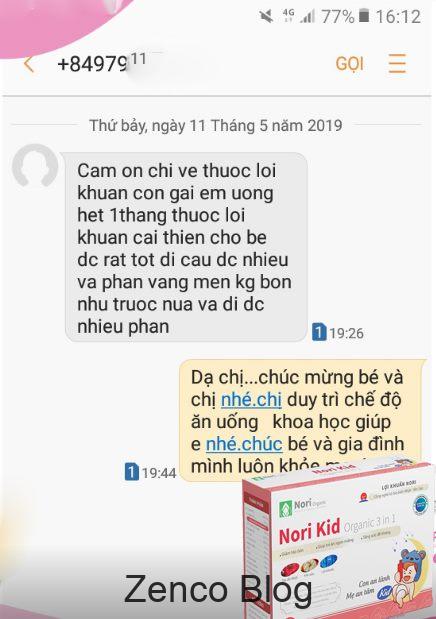 4G 77% 16:12
+84979 11 GỌI
Thứ bảy, ngày 11 Tháng 5 năm 2019
Cam on chi ve thuoc loi
khuan con gai em uong
het 1thang thuoc loi
khuan cai thien cho be
dc rat tot di cau dc nhieu
va phan vang men kg bon
nhu truoc nua va di dc
nhieu phan
1 19:26
Dạ chị...chúc mừng bé và
chị nhé.chị duy trì chế độ
ăn uống khoa học giúp
e nhé.chúc bé và gia đình
mình luôn khỏe
1 19:44
LỢI KHUẨN NORI
Nori Organic
Nori Kid
Nori Kid Organic 3 in 1
Con an lành
Mẹ an tâm
Kid
Zenco Blog